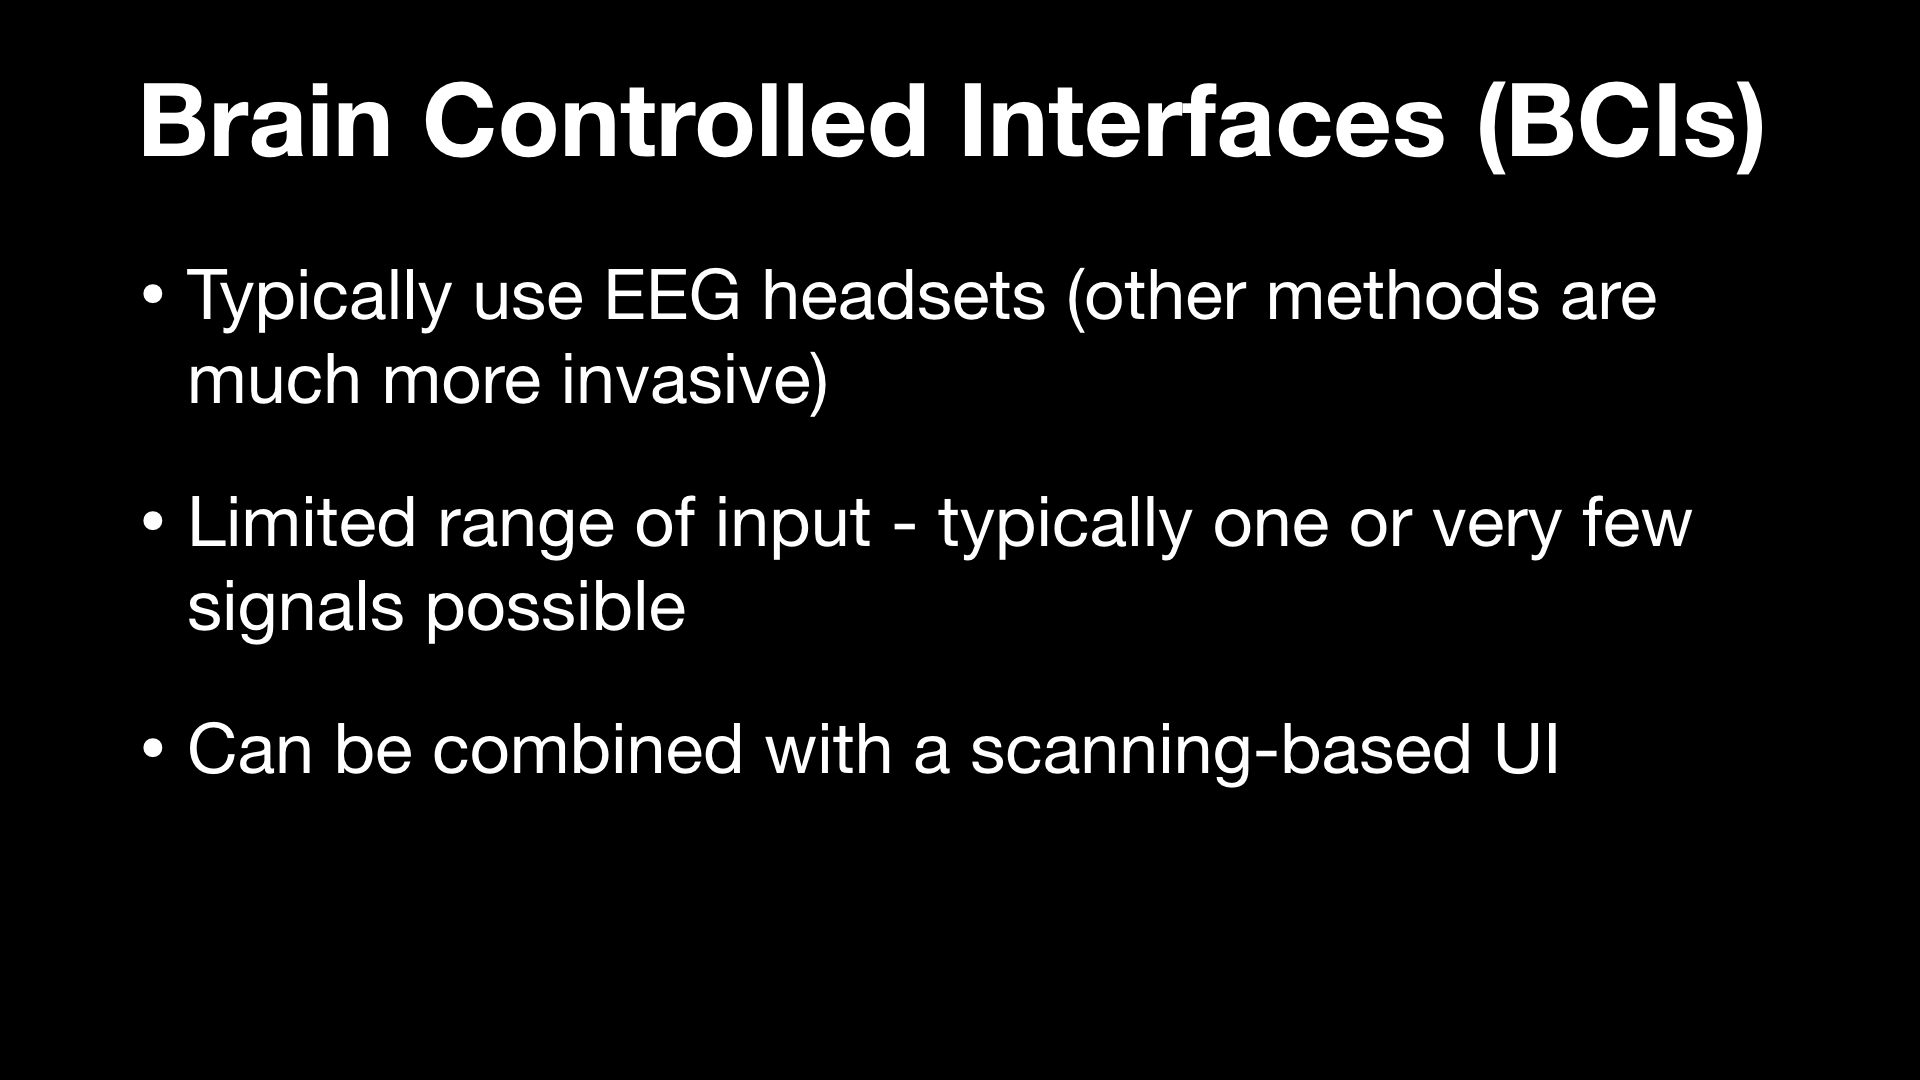 Brain Controlled Interfaces (BCIs)
• Typically use EEG headsets (other methods are
much more invasive)
• Limited range of input - typically one or very few
signals possible
• Can be combined with a scanning-based UI